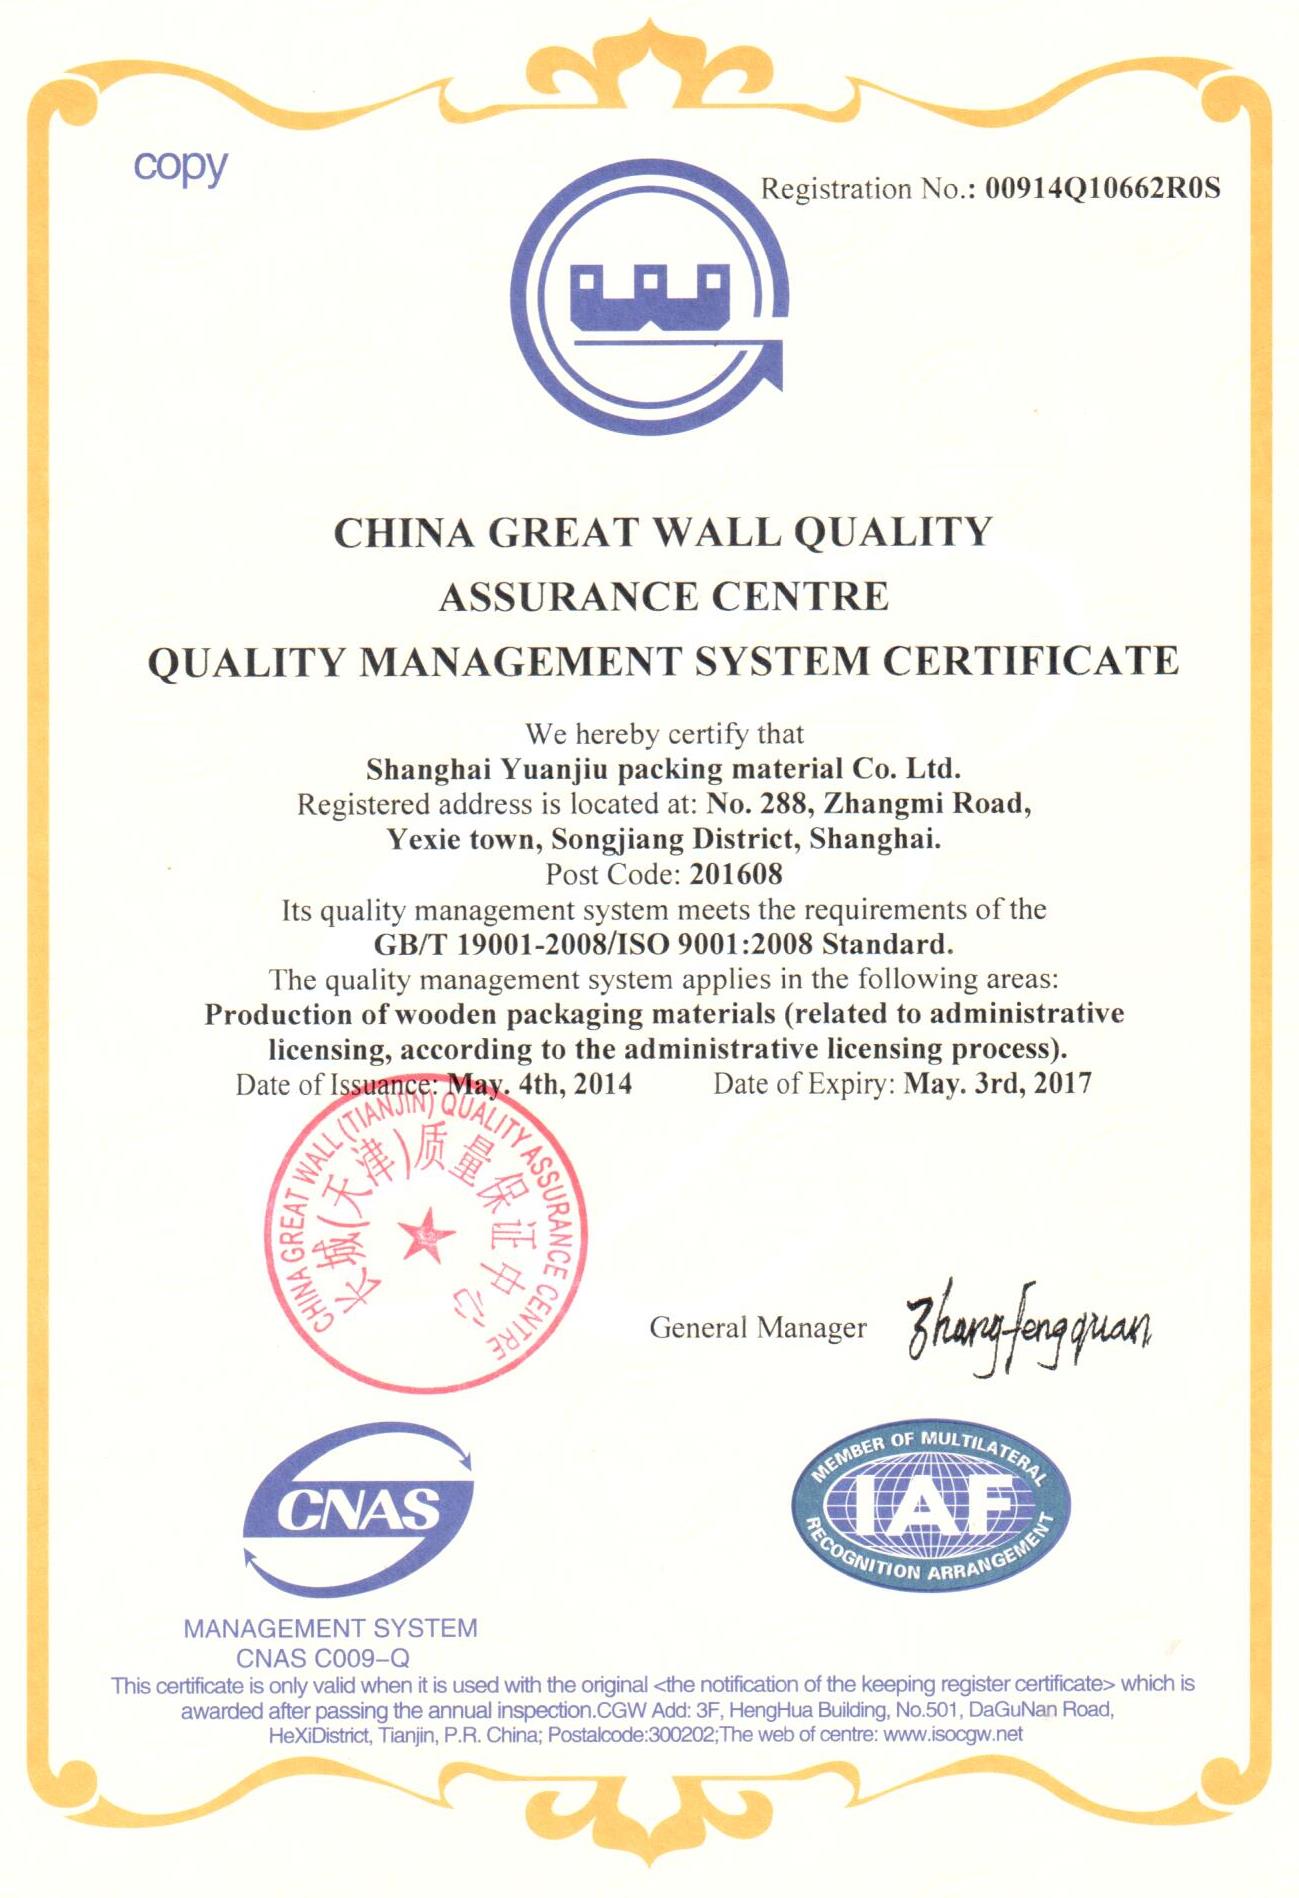 copy
Registration No.: 00914Q10662R0S
CHINA GREAT WALL QUALITY
ASSURANCE CENTRE
QUALITY MANAGEMENT SYSTEM CERTIFICATE
We hereby certify that
Shanghai Yuanjiu packing material Co. Ltd.
Registered address is located at: No. 288, Zhangmi Road,
Yexie town, Songjiang District, Shanghai.
Post Code: 201608
Its quality management system meets the requirements of the
GB/T 19001-2008/ISO 9001:2008 Standard.
The quality management system applies in the following areas:
Production of wooden packaging materials (related to administrative
licensing, according to the administrative licensing process).
Date of Issuance: May. 4th, 2014 Date of Expiry: May. 3rd, 2017
CHINA GREAT WALL (TIANJIN) QUALITY ASSURANCE CENTRE
长城(天津)质量保证中心
General Manager Zhangfengquan
CNAS
MEMBER OF MULTILATERAL
IAF
RECOGNITION ARRANGEMENT
MANAGEMENT SYSTEM
CNAS C009-Q
This certificate is only valid when it is used with the original <the notification of the keeping register certificate> which is
awarded after passing the annual inspection.CGW Add: 3F, HengHua Building, No.501, DaGuNan Road,
HeXiDistrict, Tianjin, P.R. China; Postalcode:300202;The web of centre: www.isocgw.net